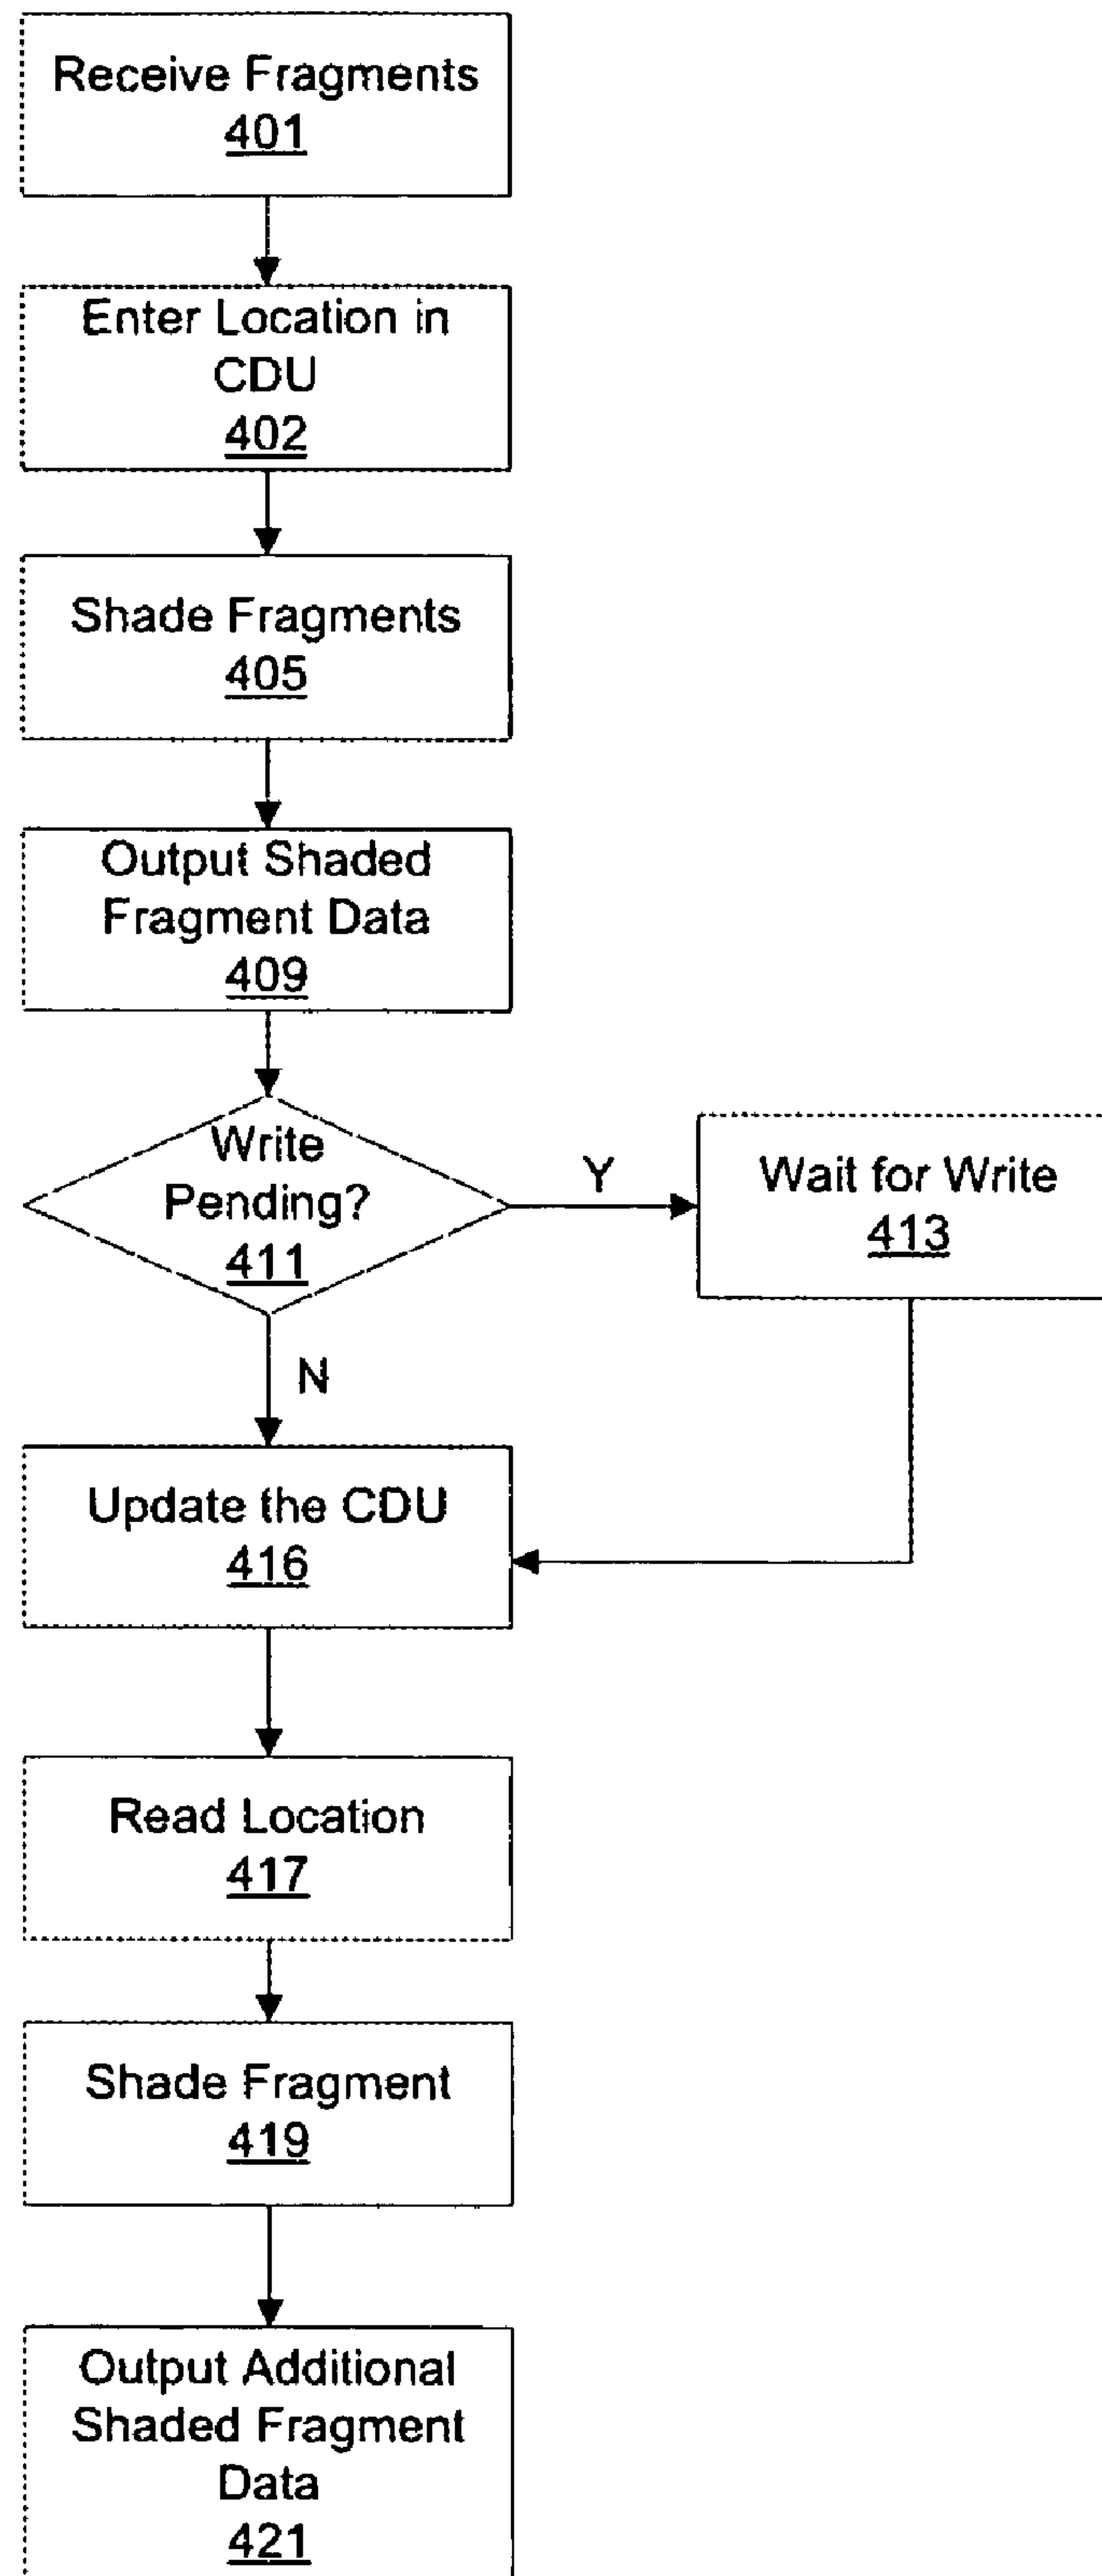 Receive Fragments
401
Enter Location in
CDU
402
Shade Fragments
405
Output Shaded
Fragment Data
409
Write
Pending?
411
Y
Wait for Write
413
N
Update the CDU
416
Read Location
417
Shade Fragment
419
Output Additional
Shaded Fragment
Data
421